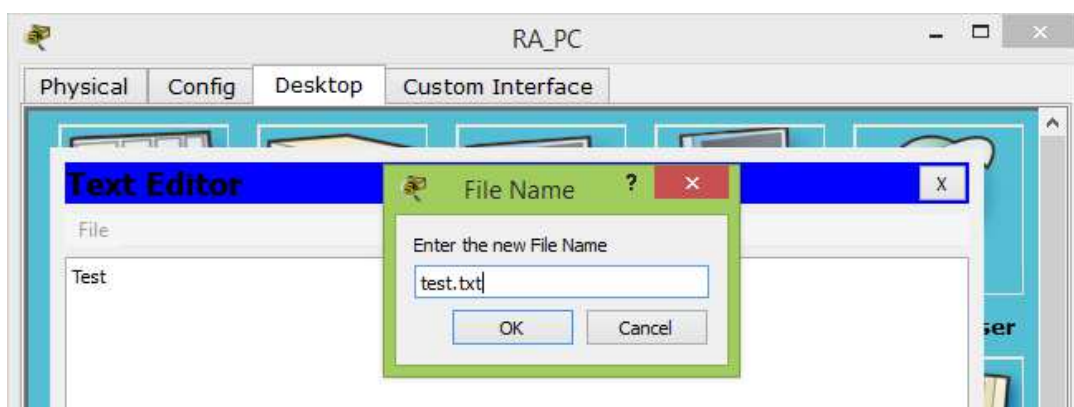 RA_PC
Physical Config Desktop Custom Interface
Text Editor X
File Name ?
File
Enter the new File Name
Test
test.txt
OK Cancel
ser